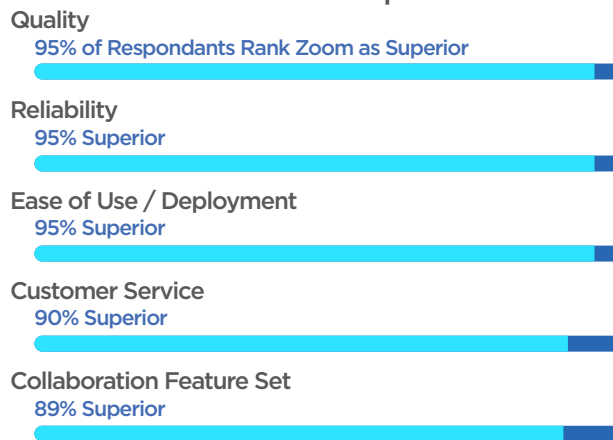 Quality
95% of Respondants Rank Zoom as Superior
Reliability
95% Superior
Ease of Use / Deployment
95% Superior
Customer Service
90% Superior
Collaboration Feature Set
89% Superior